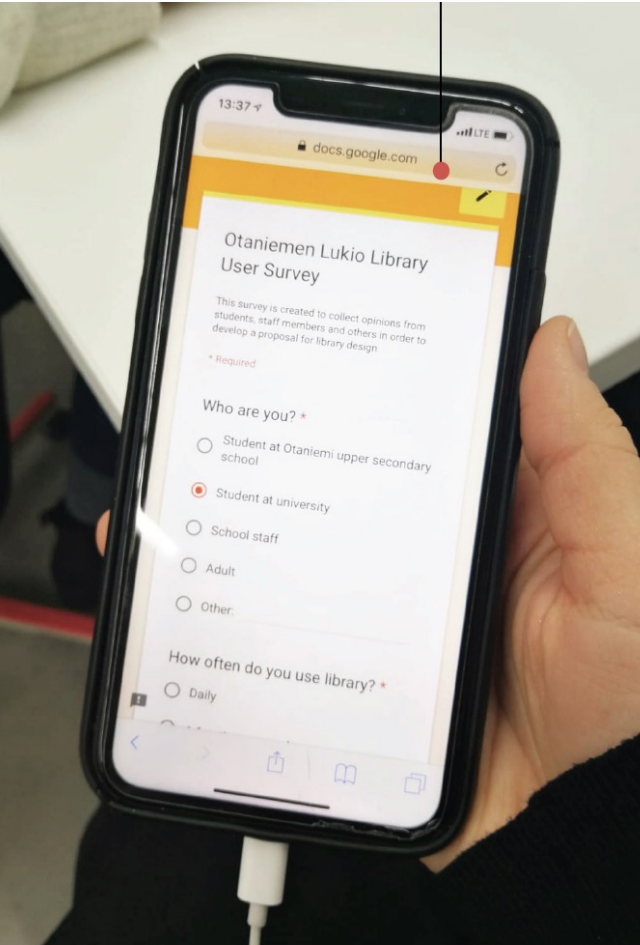 13:37
LTE
docs.google.com
Otaniemen Lukio Library
User Survey
This survey is created to collect opinions from
students, staff members and others in order to
develop a proposal for library design
* Required
Who are you? *
Student at Otaniemi upper secondary
school
Student at university
School staff
Adult
Other:
How often do you use library? *
Daily